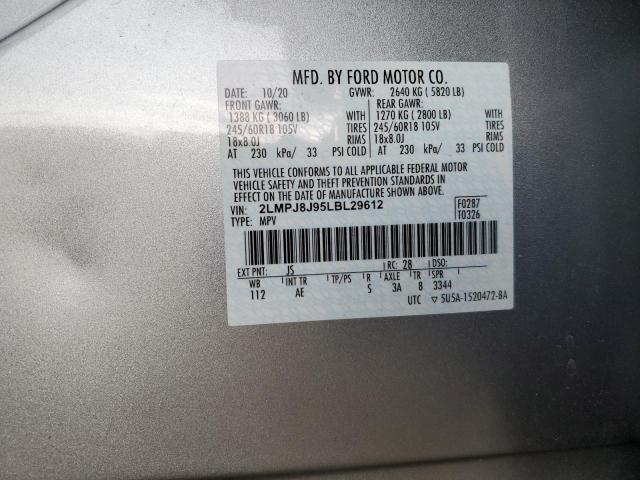 MFD. BY FORD MOTOR CO.
DATE: 10/20 GVWR: 2640 KG ( 5820 LB)
FRONT GAWR: REAR GAWR:
1388 KG ( 3060 LB) WITH 1270 KG ( 2800 LB) WITH
245/60R18 105V TIRES 245/60R18 105V TIRES
18x8.0J RIMS 18x8.0J RIMS
AT 230 kPa/ 33 PSI COLD AT 230 kPa/ 33 PSI COLD
THIS VEHICLE CONFORMS TO ALL APPLICABLE FEDERAL MOTOR
VEHICLE SAFETY AND THEFT PREVENTION STANDARDS IN
EFFECT ON THE DATE OF MANUFACTURE SHOWN ABOVE.
VIN: 2LMPJ8J95LBL29612 F0287
TYPE: MPV T0326
EXT PNT: JS RC: 28 DSO:
WB INT TR TP/PS R AXLE TR SPR
112 AE S 3A 8 3344
UTC ▽5U5A-1520472-BA